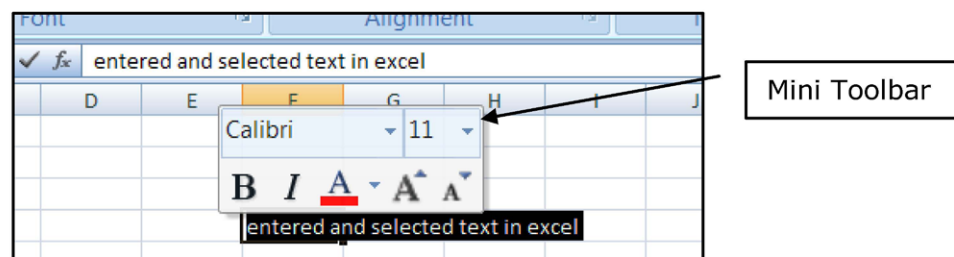 Font Alignment
fx entered and selected text in excel
Mini Toolbar
D E F G H I J
Calibri 11
B I A A A
entered and selected text in excel